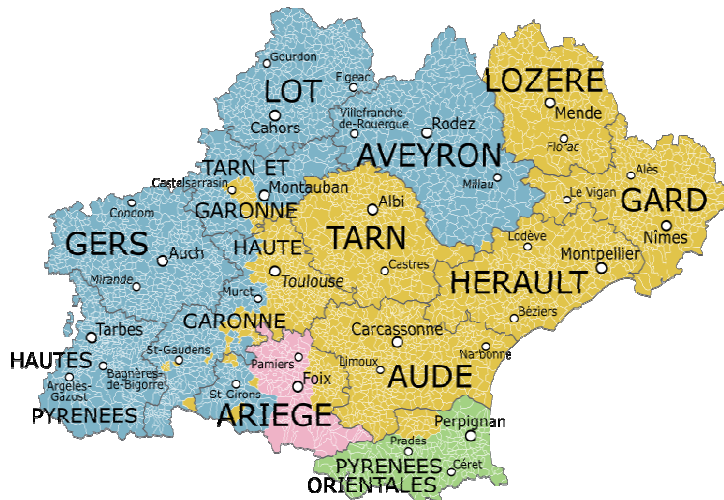 Gourdon
Figeac
LOT
Cahors
LOZERE
Mende
Florac
Villefranche
de-Rouergue
Rodez
AVEYRON
Millau
TARN ET
Castelsarrasin
Montauban
GARONNE
Alès
Le Vigan
GARD
Nîmes
Condom
GERS
Auch
Mirande
Albi
TARN
Castres
HAUTE
Toulouse
Muret
GARONNE
Lodève
Montpellier
HERAULT
Béziers
Tarbes
HAUTES
Bagnères-
de-Bigorre
Argelès-
Gazost
PYRENEES
St-Gaudens
St Girons
Pamiers
Foix
ARIEGE
Carcassonne
Limoux
Narbonne
AUDE
Perpignan
Prades
Céret
PYRENEES
ORIENTALES